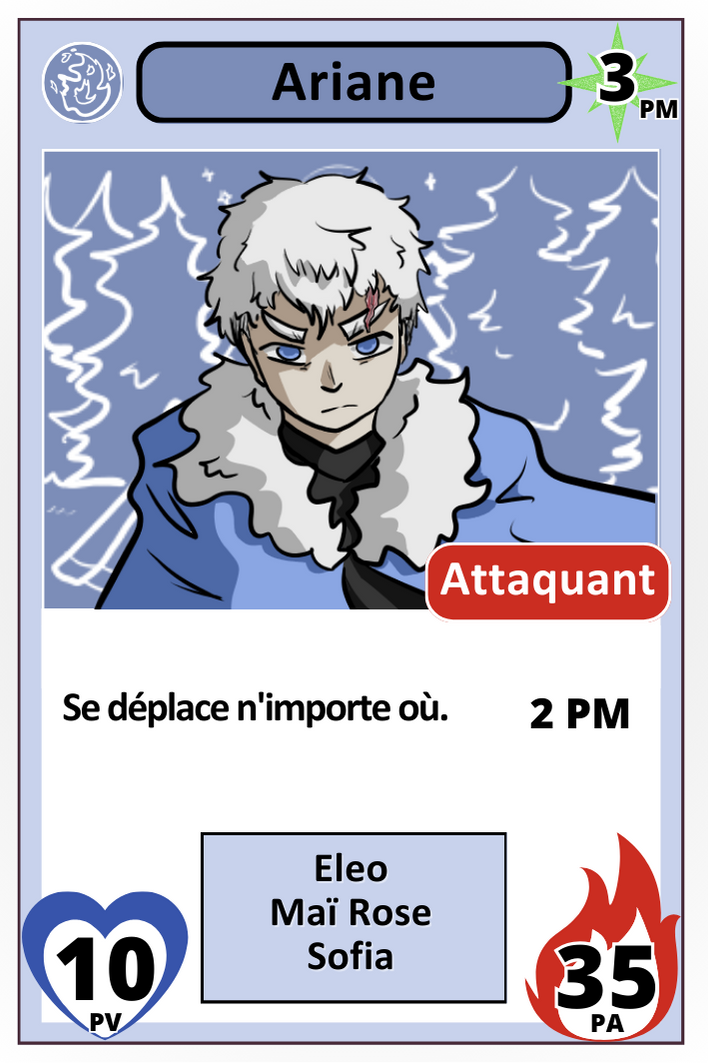 Ariane
3
PM
Attaquant
Se déplace n'importe où. 2 PM
Eleo
Maï Rose
Sofia
10
PV
35
PA